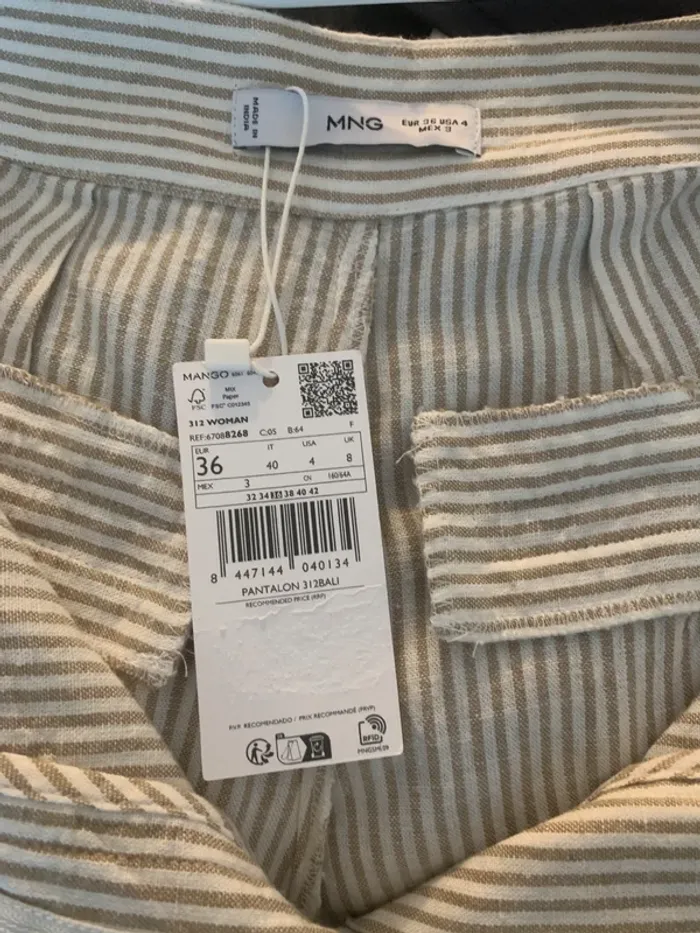 MADE IN
INDIA
MNG
EUR 36 USA 4
MEX 3
MANGO
MIX
Paper
FSC
FSC®
312 WOMAN
REF:67088268 C:05 B:64 F
EUR IT USA UK
36 40 4 8
MEX 3 CN 160/64A
32 34 36 38 40 42
8 447144 040134
PANTALON 312BALI
RECOMMENDED PRICE (RRP)
P.V.P. RECOMENDADO / PRIX RECOMMANDÉ (PRVP)
RFID